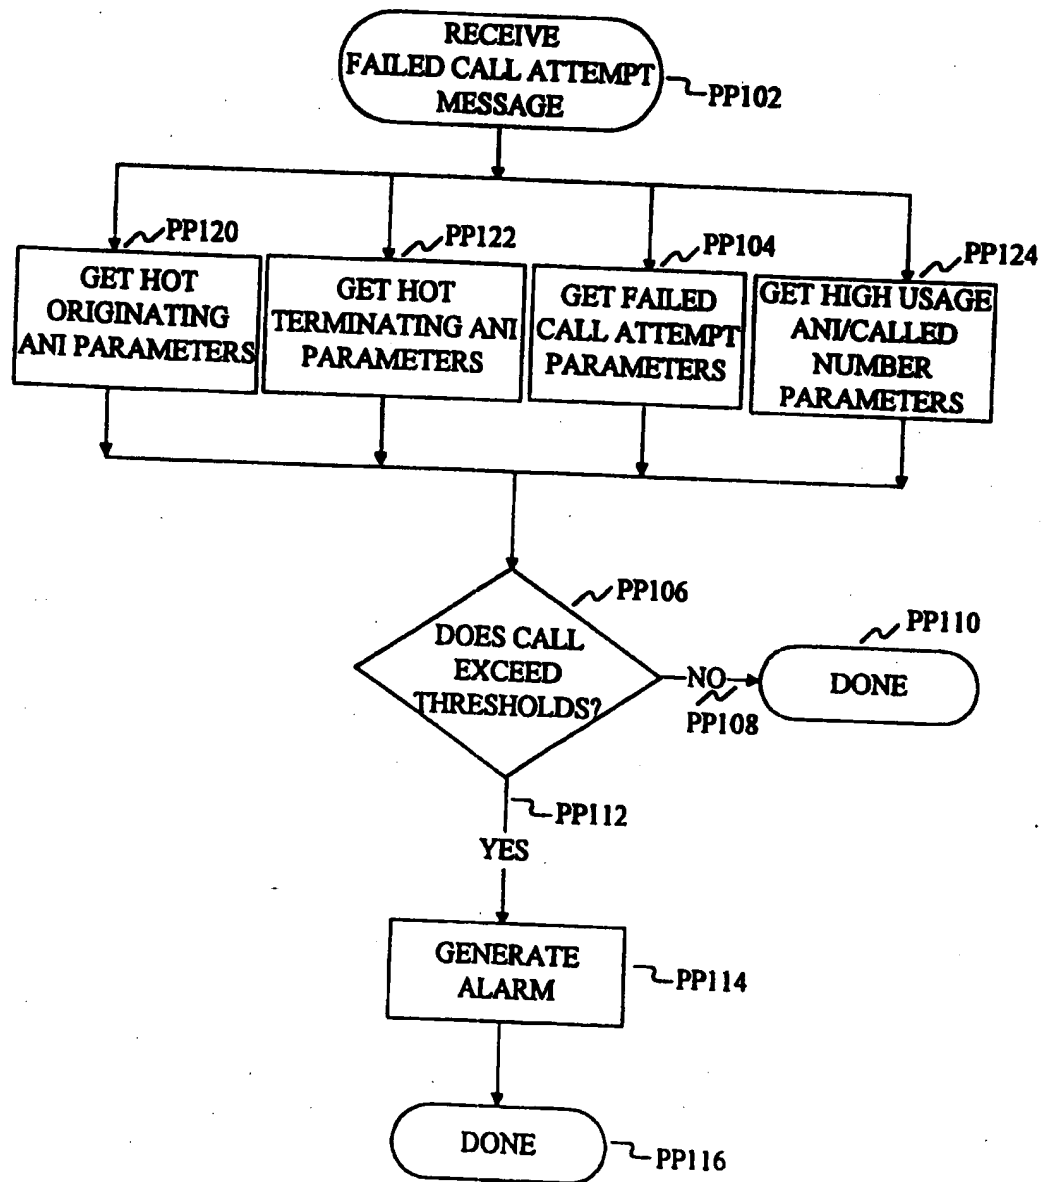 RECEIVE
FAILED CALL ATTEMPT
MESSAGE
PP102
PP120
PP122
PP104
PP124
GET HOT
ORIGINATING
ANI PARAMETERS
GET HOT
TERMINATING ANI
PARAMETERS
GET FAILED
CALL ATTEMPT
PARAMETERS
GET HIGH USAGE
ANI/CALLED
NUMBER
PARAMETERS
PP106
DOES CALL
EXCEED
THRESHOLDS?
NO
PP108
PP110
DONE
PP112
YES
GENERATE
ALARM
PP114
DONE
PP116